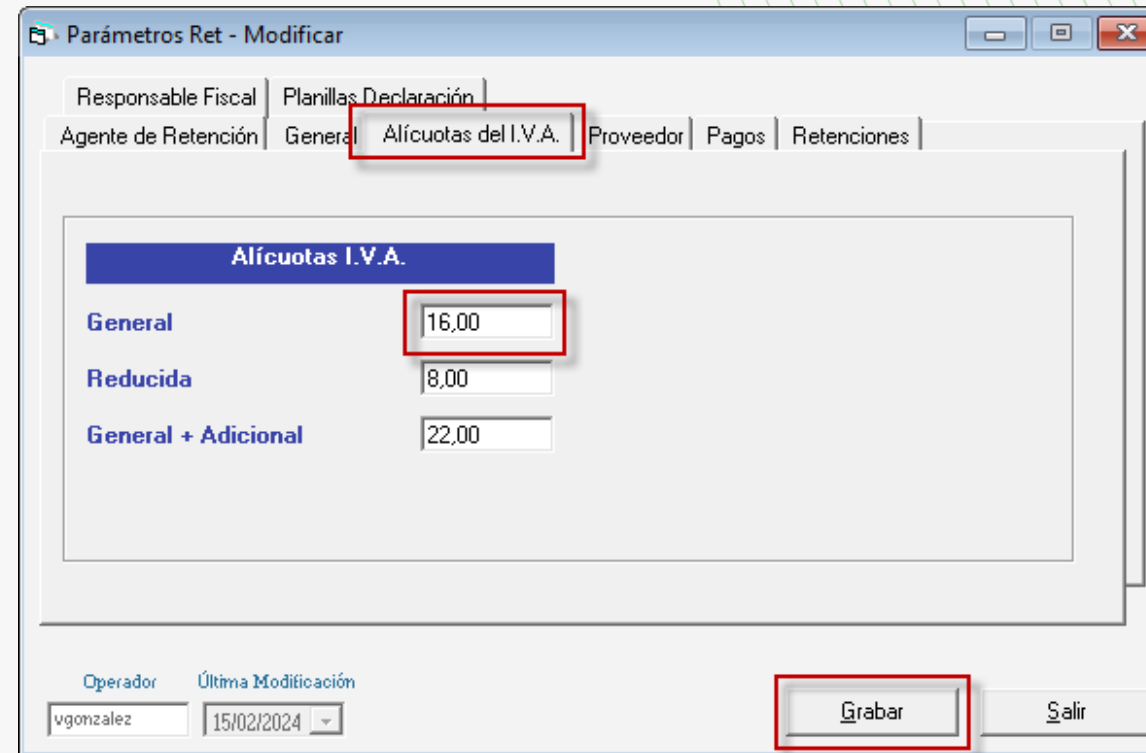 Parámetros Ret - Modificar
Responsable Fiscal Planillas Declaración
Agente de Retención General Alícuotas del I.V.A. Proveedor Pagos Retenciones
Alícuotas I.V.A.
General 16,00
Reducida 8,00
General + Adicional 22,00
Operador Última Modificación
vgonzalez 15/02/2024 Grabar Salir